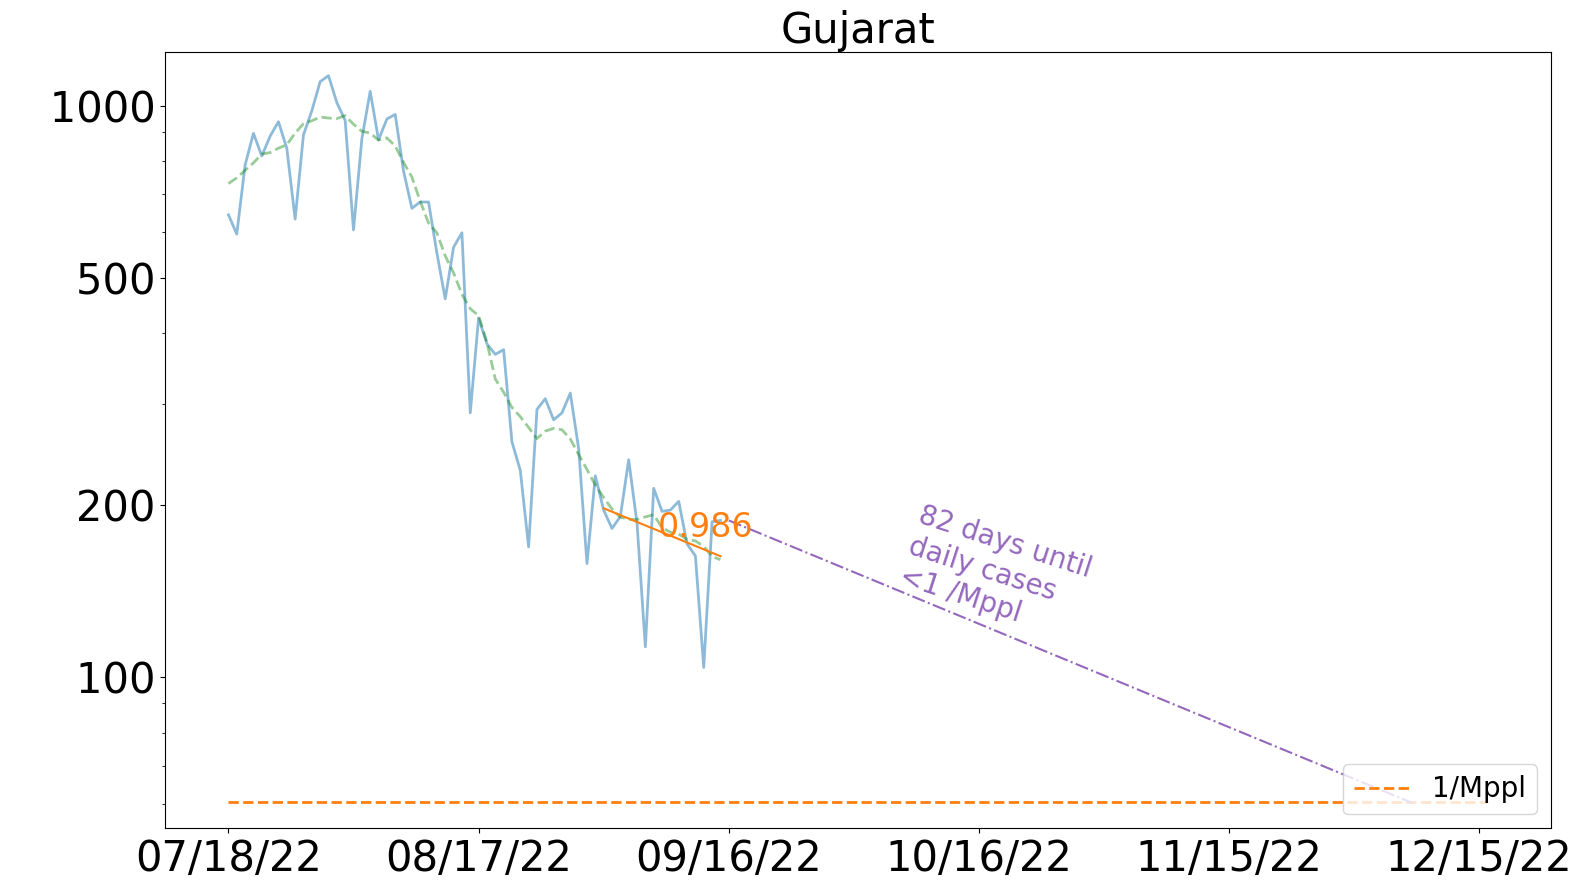 Gujarat
1000
500
200
100
0.986
82 days until
daily cases
<1 /Mppl
1/Mppl
07/18/22
08/17/22
09/16/22
10/16/22
11/15/22
12/15/22